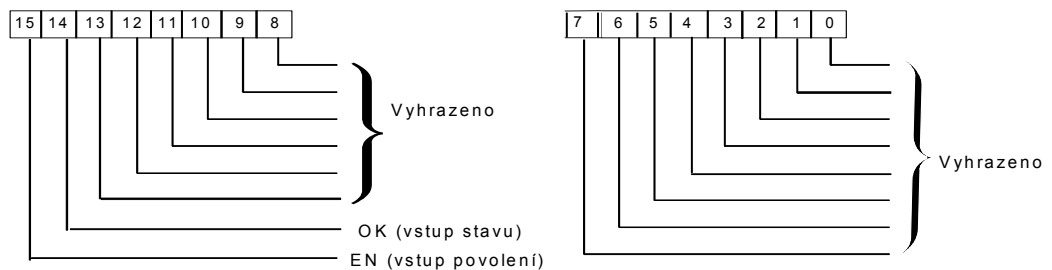 15 14 13 12 11 10 9 8
7 6 5 4 3 2 1 0
Vyhrazeno
Vyhrazeno
OK (vstup stavu)
EN (vstup povolení)